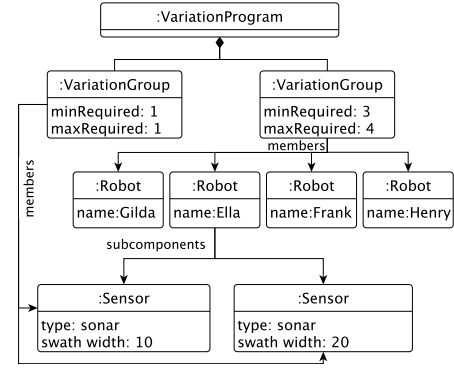 :VariationProgram
:VariationGroup
minRequired: 1
maxRequired: 1
:VariationGroup
minRequired: 3
maxRequired: 4
members
members
:Robot
name:Gilda
:Robot
name:Ella
:Robot
name:Frank
:Robot
name:Henry
subcomponents
:Sensor
type: sonar
swath width: 10
:Sensor
type: sonar
swath width: 20